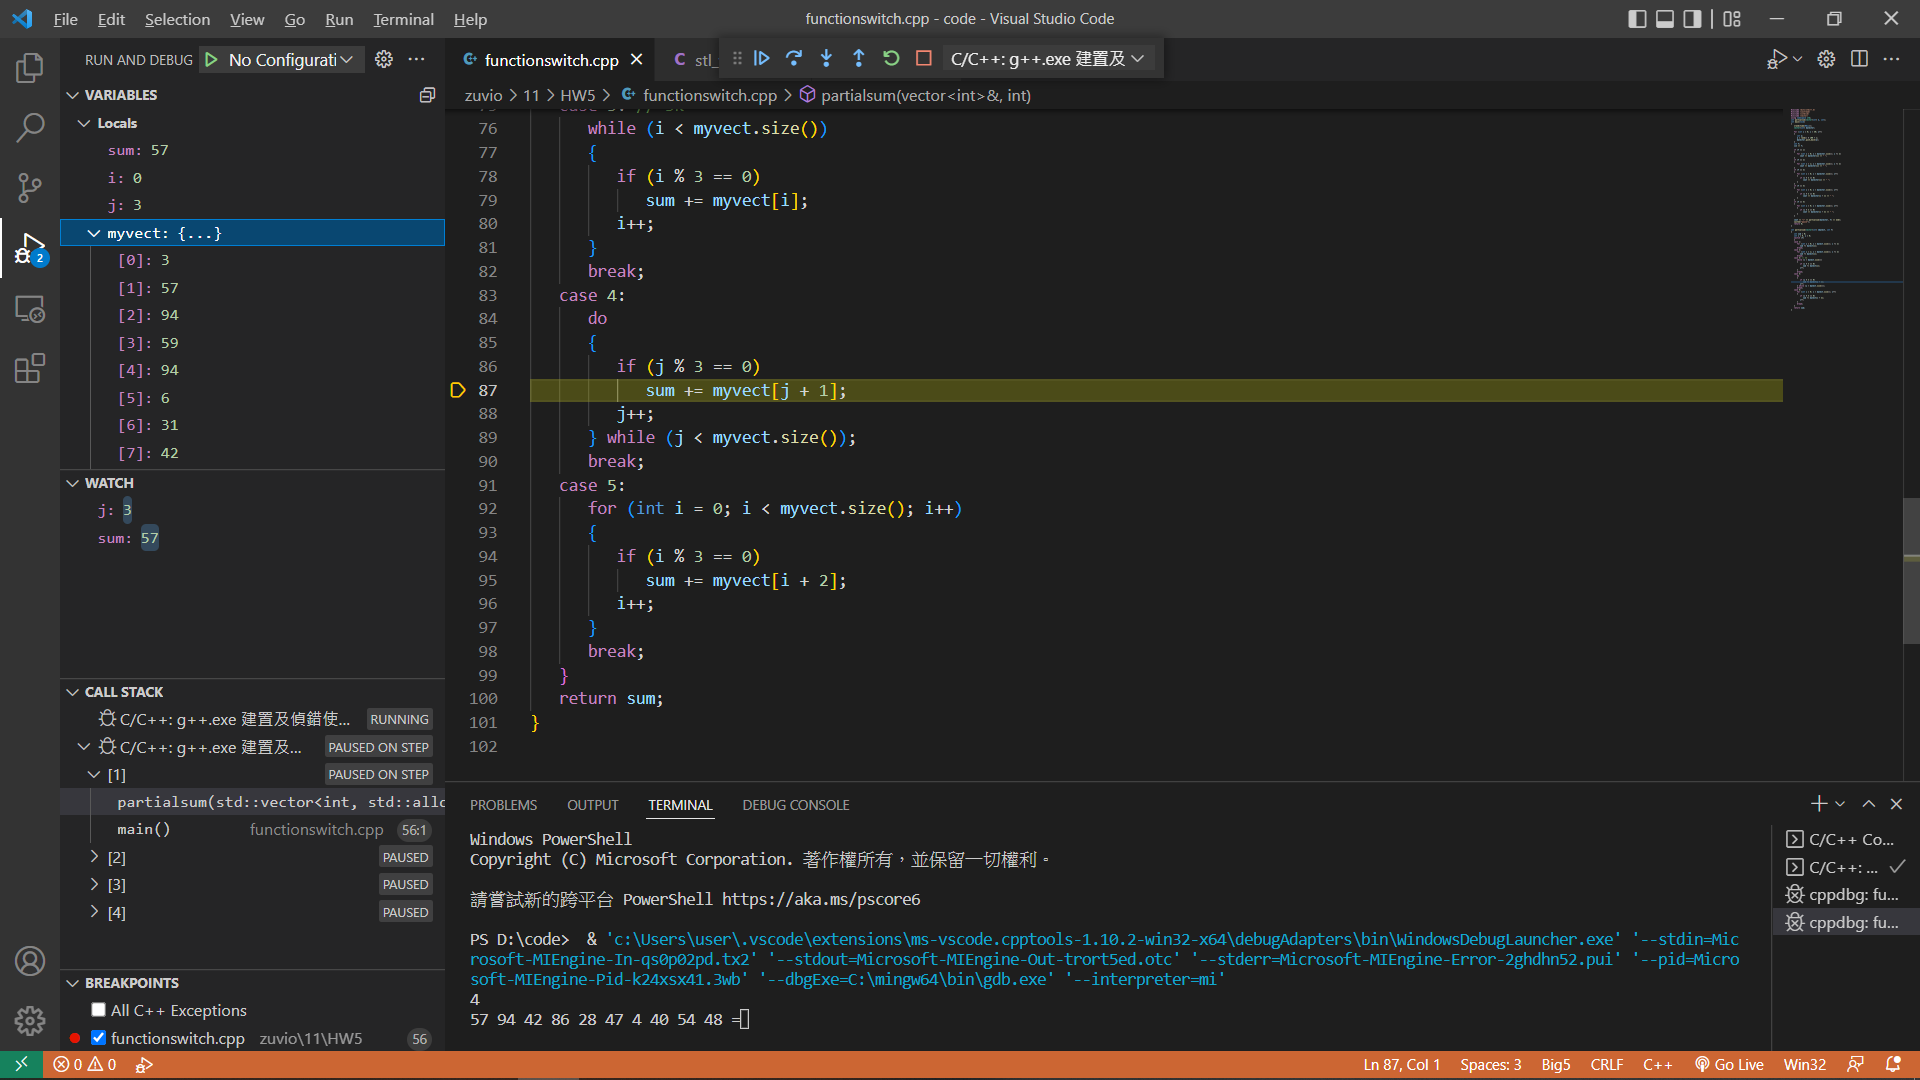 File Edit Selection View Go Run Terminal Help
functionswitch.cpp - code - Visual Studio Code
RUN AND DEBUG
No Configurati
functionswitch.cpp
stl_
C/C++: g++.exe 建置及
zuvio > 11 > HW5 > functionswitch.cpp > partialsum(vector<int>&, int)
VARIABLES
Locals
sum: 57
i: 0
j: 3
myvect: {...}
[0]: 3
[1]: 57
[2]: 94
[3]: 59
[4]: 94
[5]: 6
[6]: 31
[7]: 42
WATCH
j: 3
sum: 57
CALL STACK
C/C++: g++.exe 建置及偵錯使... RUNNING
C/C++: g++.exe 建置及... PAUSED ON STEP
[1] PAUSED ON STEP
partialsum(std::vector<int, std::allo
main() functionswitch.cpp 56:1
[2] PAUSED
[3] PAUSED
[4] PAUSED
BREAKPOINTS
All C++ Exceptions
functionswitch.cpp zuvio\11\HW5 56
76 while (i < myvect.size())
77 {
78 if (i % 3 == 0)
79 sum += myvect[i];
80 i++;
81 }
82 break;
83 case 4:
84 do
85 {
86 if (j % 3 == 0)
87 sum += myvect[j + 1];
88 j++;
89 } while (j < myvect.size());
90 break;
91 case 5:
92 for (int i = 0; i < myvect.size(); i++)
93 {
94 if (i % 3 == 0)
95 sum += myvect[i + 2];
96 i++;
97 }
98 break;
99 }
100 return sum;
101 }
102
PROBLEMS OUTPUT TERMINAL DEBUG CONSOLE
Windows PowerShell
Copyright (C) Microsoft Corporation. 著作權所有，並保留一切權利。
請嘗試新的跨平台 PowerShell https://aka.ms/pscore6
PS D:\code>  & 'c:\Users\user\.vscode\extensions\ms-vscode.cpptools-1.10.2-win32-x64\debugAdapters\bin\WindowsDebugLauncher.exe' '--stdin=Mic
rosoft-MIEngine-In-qs0p02pd.tx2' '--stdout=Microsoft-MIEngine-Out-trort5ed.otc' '--stderr=Microsoft-MIEngine-Error-2ghdhn52.pui' '--pid=Micro
soft-MIEngine-Pid-k24xsx41.3wb' '--dbgExe=C:\mingw64\bin\gdb.exe' '--interpreter=mi'
4
57 94 42 86 28 47 4 40 54 48 =
C/C++ Co...
C/C++: ...
cppdbg: fu...
cppdbg: fu...
0 0
Ln 87, Col 1 Spaces: 3 Big5 CRLF C++ Go Live Win32